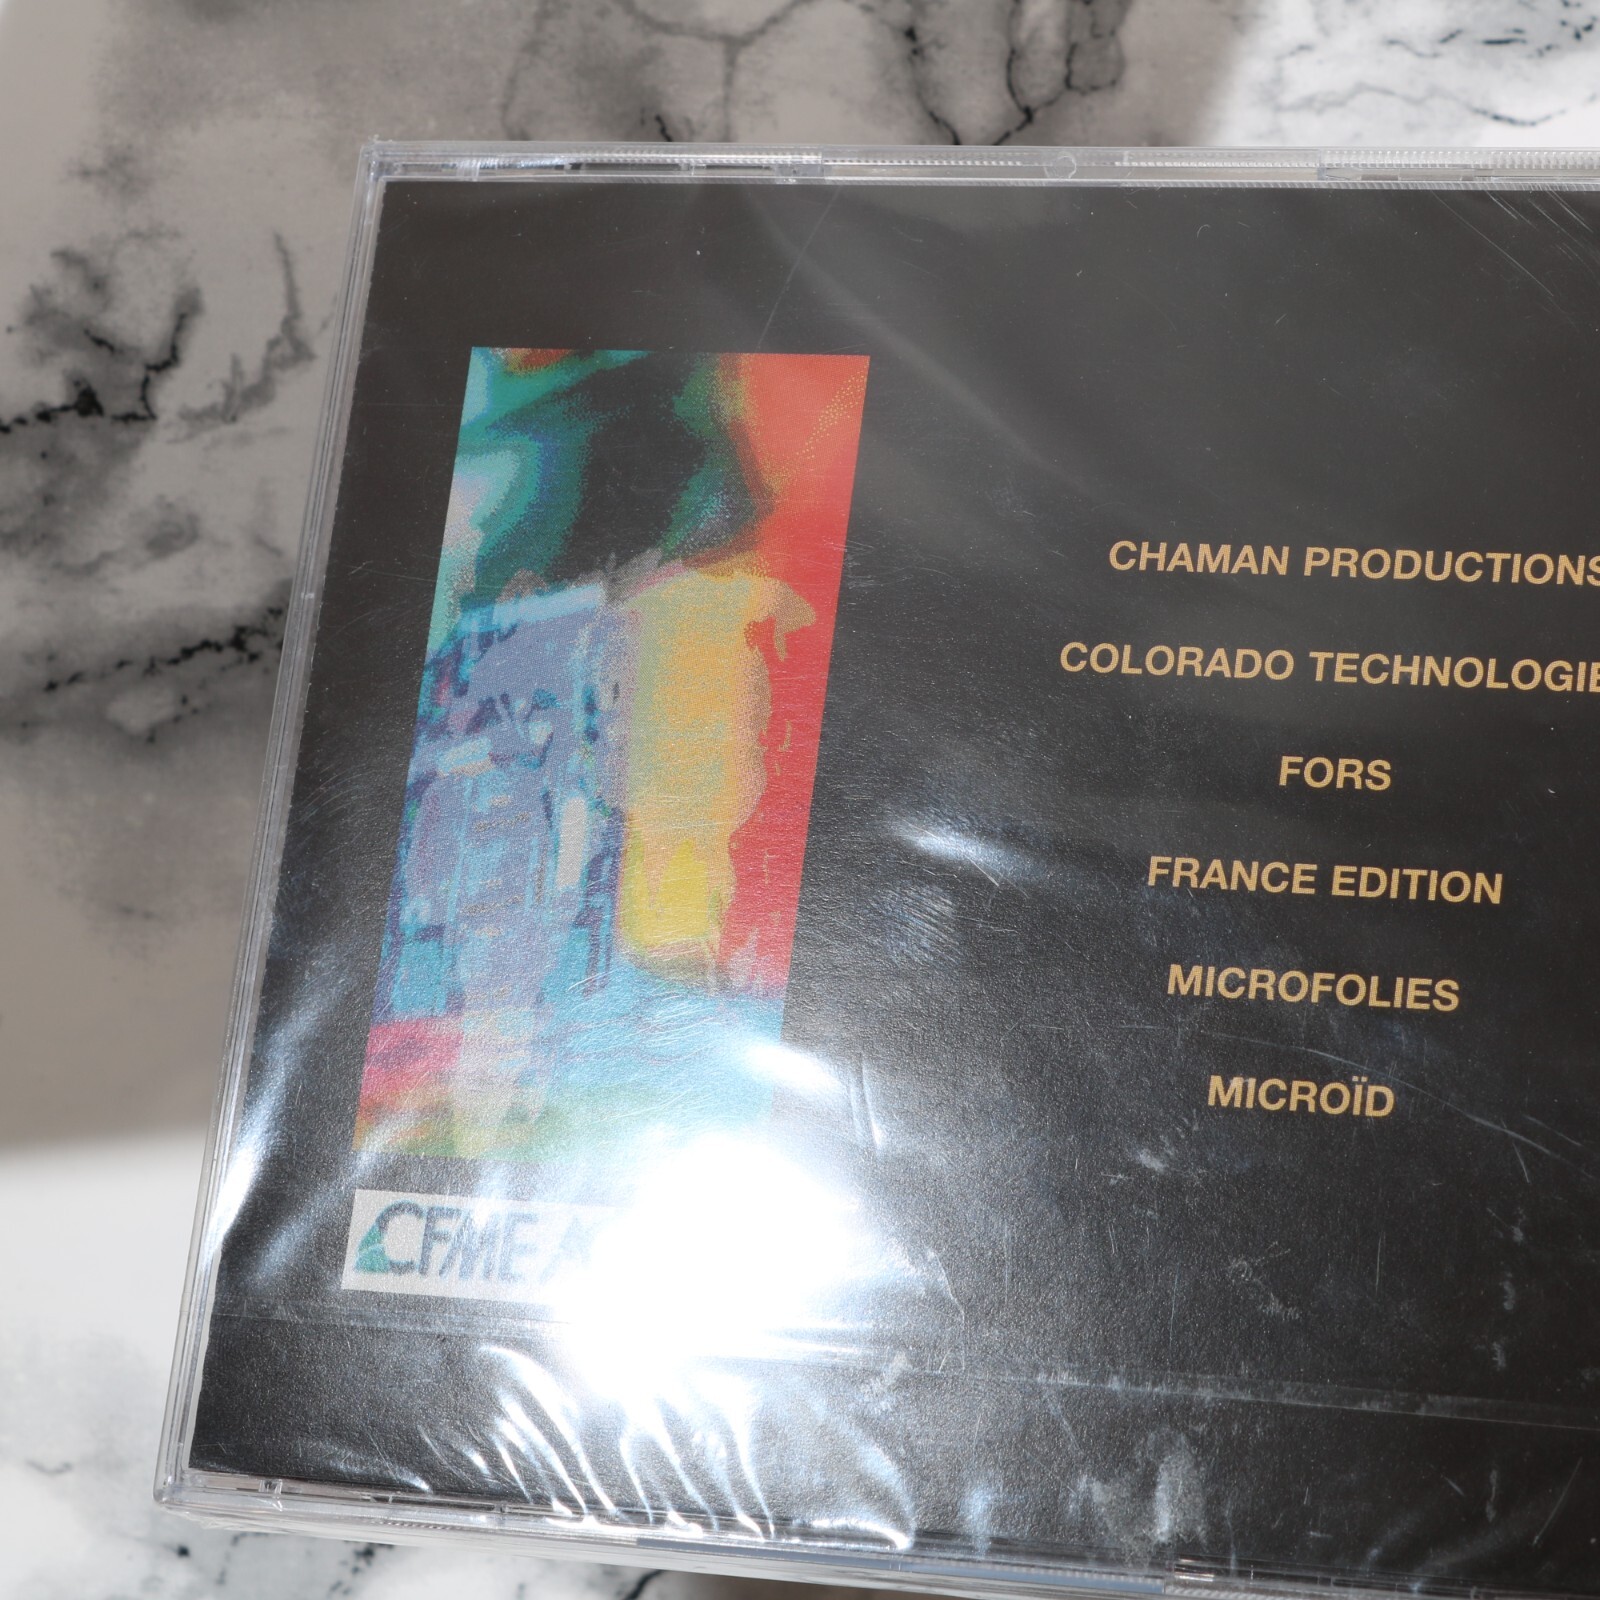 CHAMAN PRODUCTIONS
COLORADO TECHNOLOGIE
FORS
FRANCE EDITION
MICROFOLIES
MICROÏD
CFME